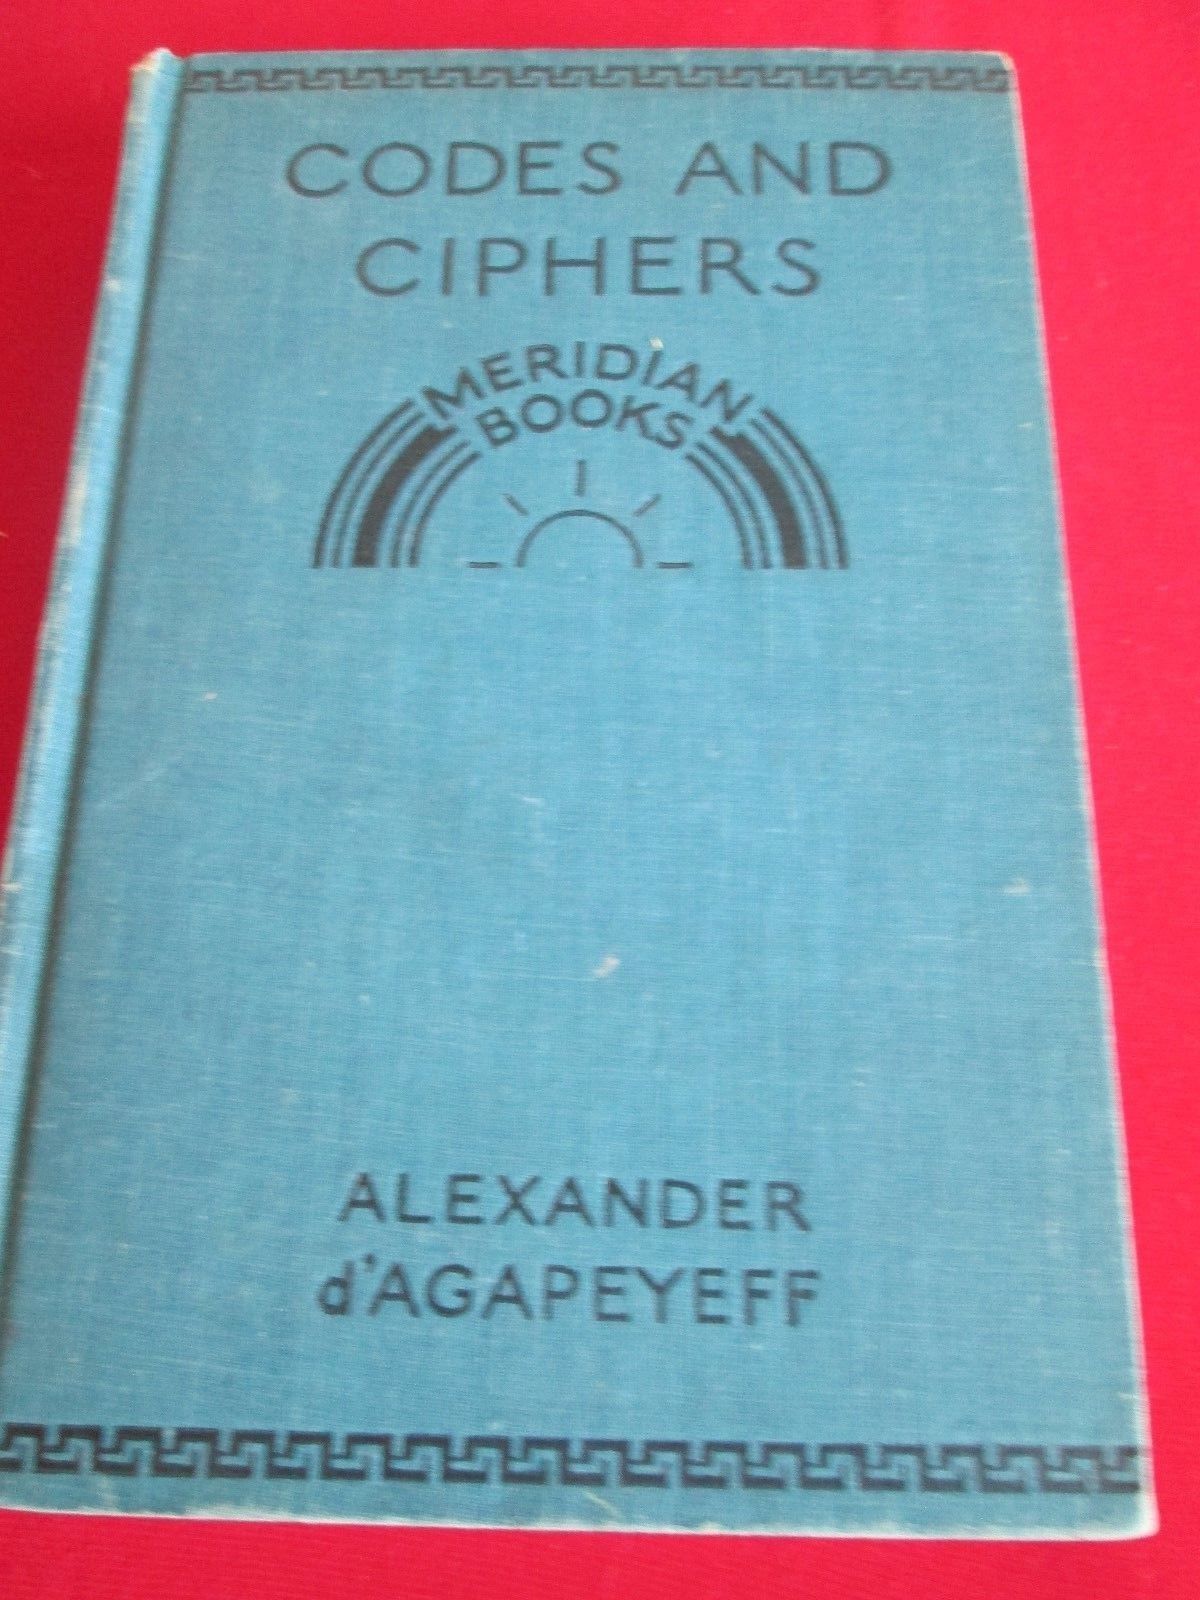 CODES AND
CIPHERS
MERIDIAN
BOOKS
ALEXANDER
d'AGAPEYEFF